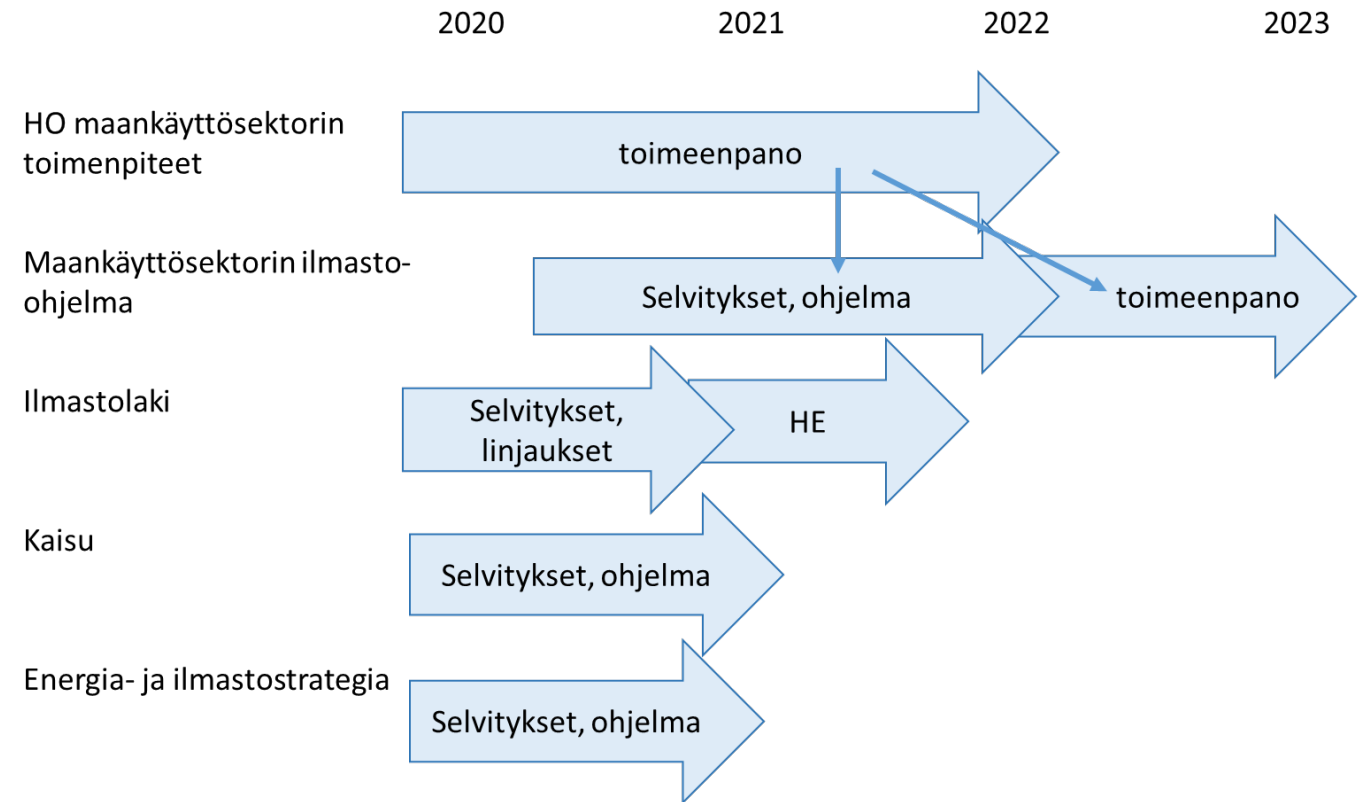 2020 2021 2022 2023
HO maankäyttösektorin
toimenpiteet
toimeenpano
Maankäyttösektorin ilmasto-
ohjelma
Selvitykset, ohjelma
toimeenpano
Ilmastolaki
Selvitykset,
linjaukset
HE
Kaisu
Selvitykset, ohjelma
Energia- ja ilmastostrategia
Selvitykset, ohjelma